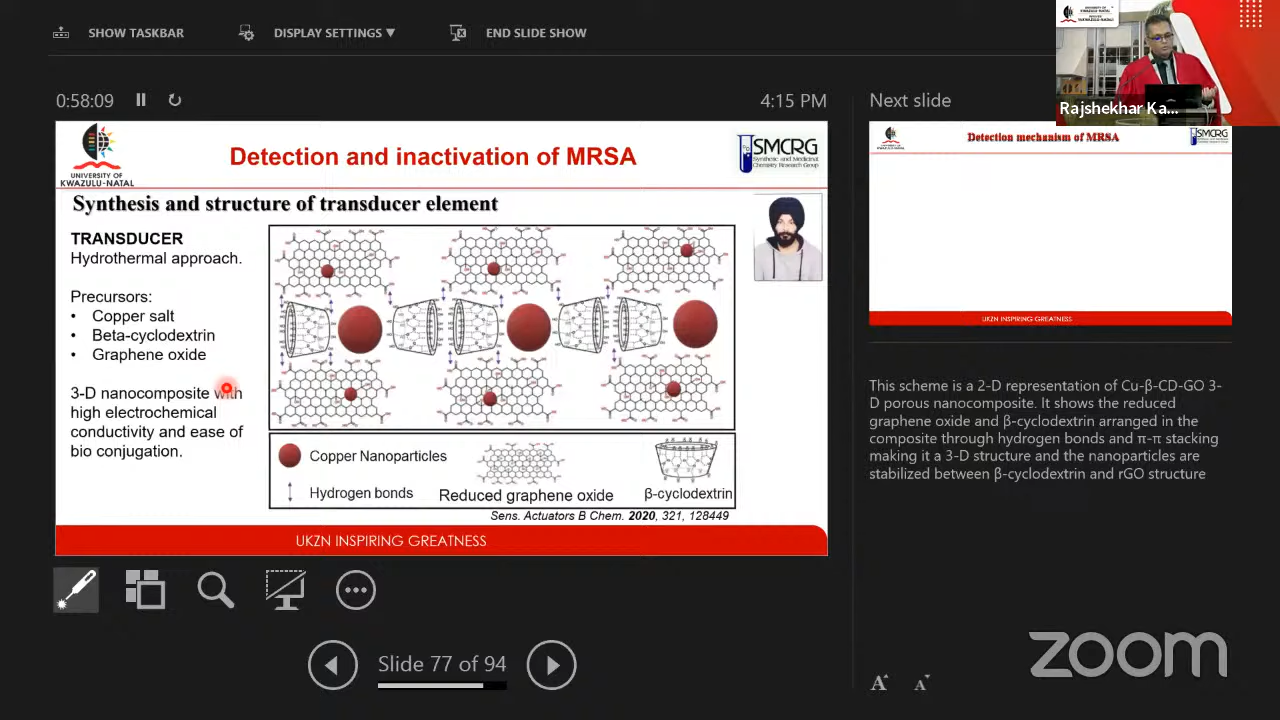 SHOW TASKBAR
DISPLAY SETTINGS ▼
END SLIDE SHOW
UNIVERSITY OF
KWAZULU-NATAL
Rajshekhar Ka...
0:58:09
4:15 PM
Next slide
UNIVERSITY OF
KWAZULU-NATAL
Detection and inactivation of MRSA
SMCRG
Synthetic and Medicinal
Chemistry Research Group
Synthesis and structure of transducer element
TRANSDUCER
Hydrothermal approach.
Precursors:
• Copper salt
• Beta-cyclodextrin
• Graphene oxide
3-D nanocomposite with
high electrochemical
conductivity and ease of
bio conjugation.
Copper Nanoparticles
Hydrogen bonds
Reduced graphene oxide
β-cyclodextrin
Sens. Actuators B Chem. 2020, 321, 128449
UKZN INSPIRING GREATNESS
Detection mechanism of MRSA
SMCRG
UKZN INSPIRING GREATNESS
This scheme is a 2-D representation of Cu-β-CD-GO 3-
D porous nanocomposite. It shows the reduced
graphene oxide and β-cyclodextrin arranged in the
composite through hydrogen bonds and π-π stacking
making it a 3-D structure and the nanoparticles are
stabilized between β-cyclodextrin and rGO structure
Slide 77 of 94
A A
zoom